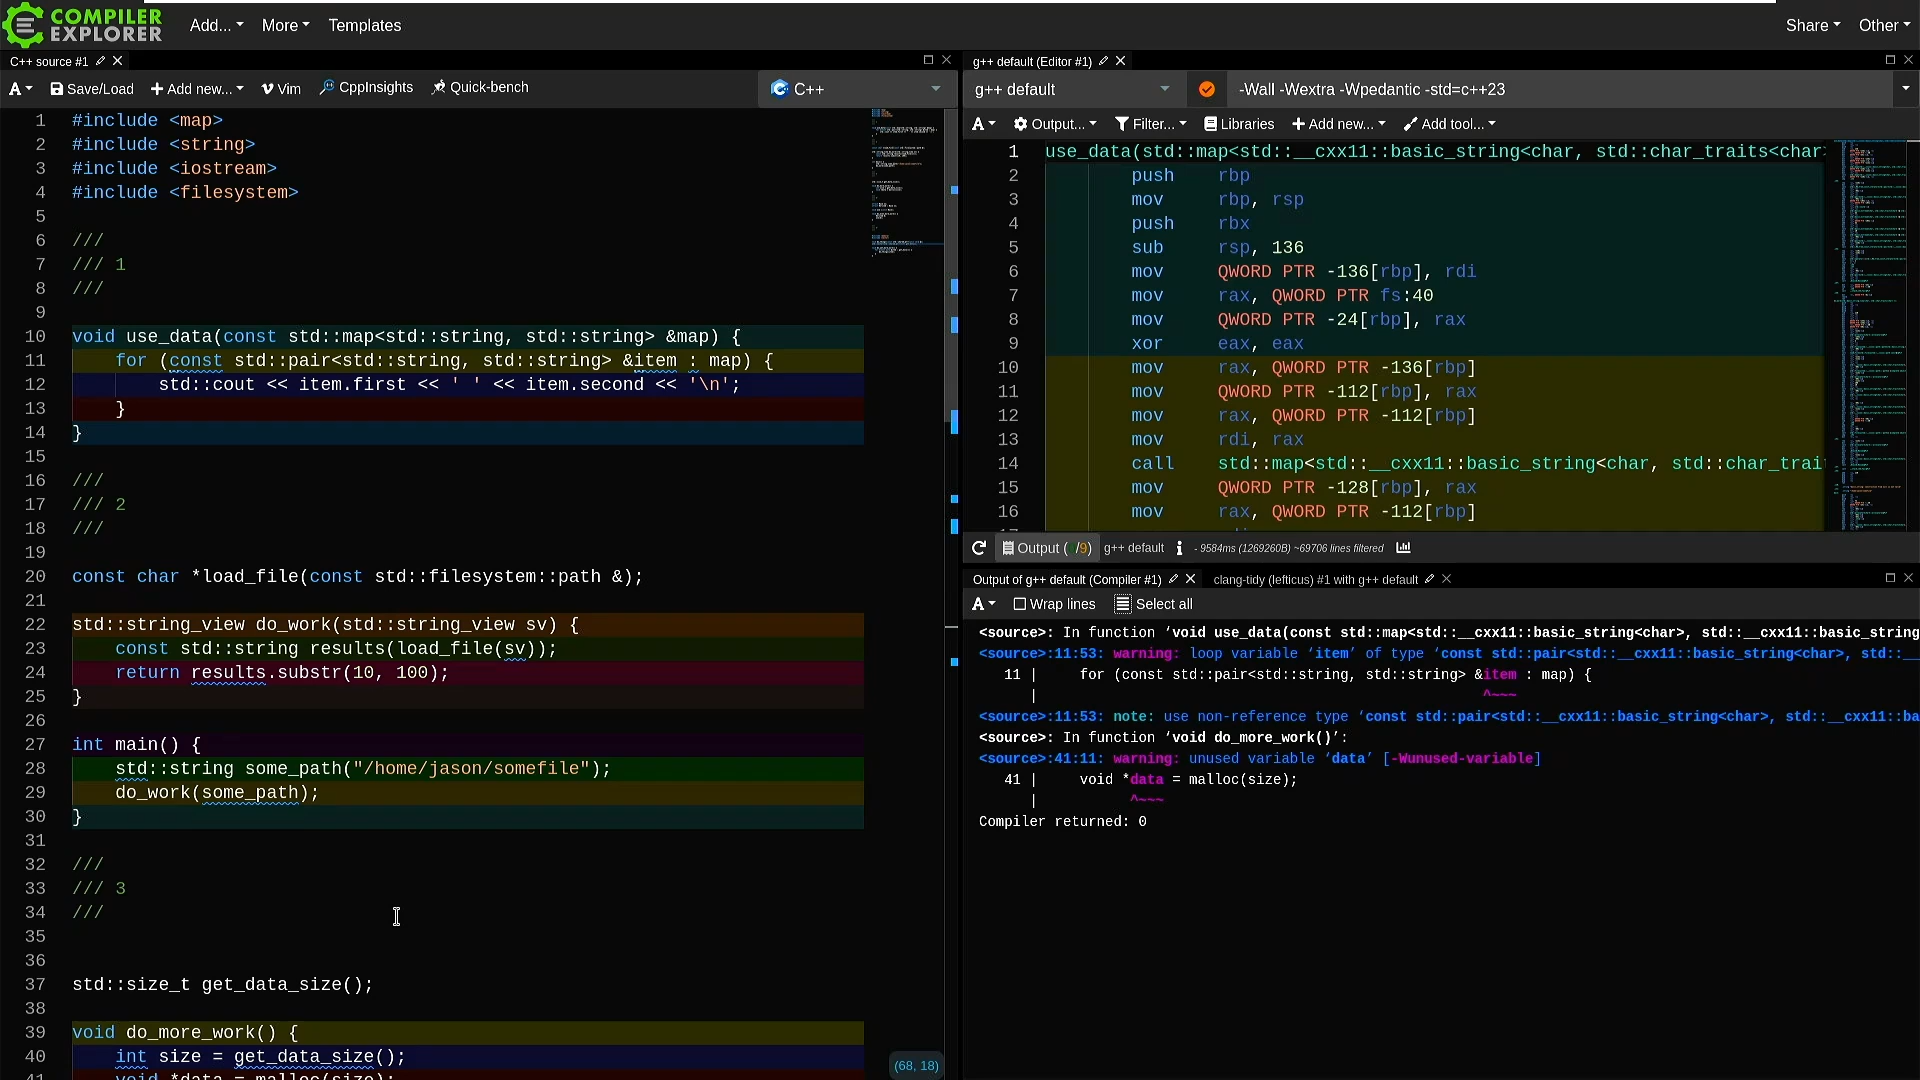 COMPILER
EXPLORER
Add...
More
Templates
Share
Other
C++ source #1
A
Save/Load
Add new...
Vim
CppInsights
Quick-bench
C++
1 #include <map>
2 #include <string>
3 #include <iostream>
4 #include <filesystem>
5
6 ///
7 /// 1
8 ///
9
10 void use_data(const std::map<std::string, std::string> &map) {
11 for (const std::pair<std::string, std::string> &item : map) {
12 std::cout << item.first << ' ' << item.second << '\n';
13 }
14 }
15
16 ///
17 /// 2
18 ///
19
20 const char *load_file(const std::filesystem::path &);
21
22 std::string_view do_work(std::string_view sv) {
23 const std::string results(load_file(sv));
24 return results.substr(10, 100);
25 }
26
27 int main() {
28 std::string some_path("/home/jason/somefile");
29 do_work(some_path);
30 }
31
32 ///
33 /// 3
34 ///
35
36
37 std::size_t get_data_size();
38
39 void do_more_work() {
40 int size = get_data_size();
41 void *data = malloc(size);
(68, 18)
g++ default (Editor #1)
g++ default
-Wall -Wextra -Wpedantic -std=c++23
A
Output...
Filter...
Libraries
Add new...
Add tool...
1 use_data(std::map<std::__cxx11::basic_string<char, std::char_traits<char>
2 push rbp
3 mov rbp, rsp
4 push rbx
5 sub rsp, 136
6 mov QWORD PTR -136[rbp], rdi
7 mov rax, QWORD PTR fs:40
8 mov QWORD PTR -24[rbp], rax
9 xor eax, eax
10 mov rax, QWORD PTR -136[rbp]
11 mov QWORD PTR -112[rbp], rax
12 mov rax, QWORD PTR -112[rbp]
13 mov rdi, rax
14 call std::map<std::__cxx11::basic_string<char, std::char_trai
15 mov QWORD PTR -128[rbp], rax
16 mov rax, QWORD PTR -112[rbp]
Output ( /9) g++ default i - 9584ms (1269260B) ~69706 lines filtered
Output of g++ default (Compiler #1)
clang-tidy (lefticus) #1 with g++ default
A
Wrap lines
Select all
<source>: In function ‘void use_data(const std::map<std::__cxx11::basic_string<char>, std::__cxx11::basic_string
<source>:11:53: warning: loop variable ‘item’ of type ‘const std::pair<std::__cxx11::basic_string<char>, std::__
11 | for (const std::pair<std::string, std::string> &item : map) {
| ^~~~
<source>:11:53: note: use non-reference type ‘const std::pair<std::__cxx11::basic_string<char>, std::__cxx11::ba
<source>: In function ‘void do_more_work()’:
<source>:41:11: warning: unused variable ‘data’ [-Wunused-variable]
41 | void *data = malloc(size);
| ^~~~
Compiler returned: 0